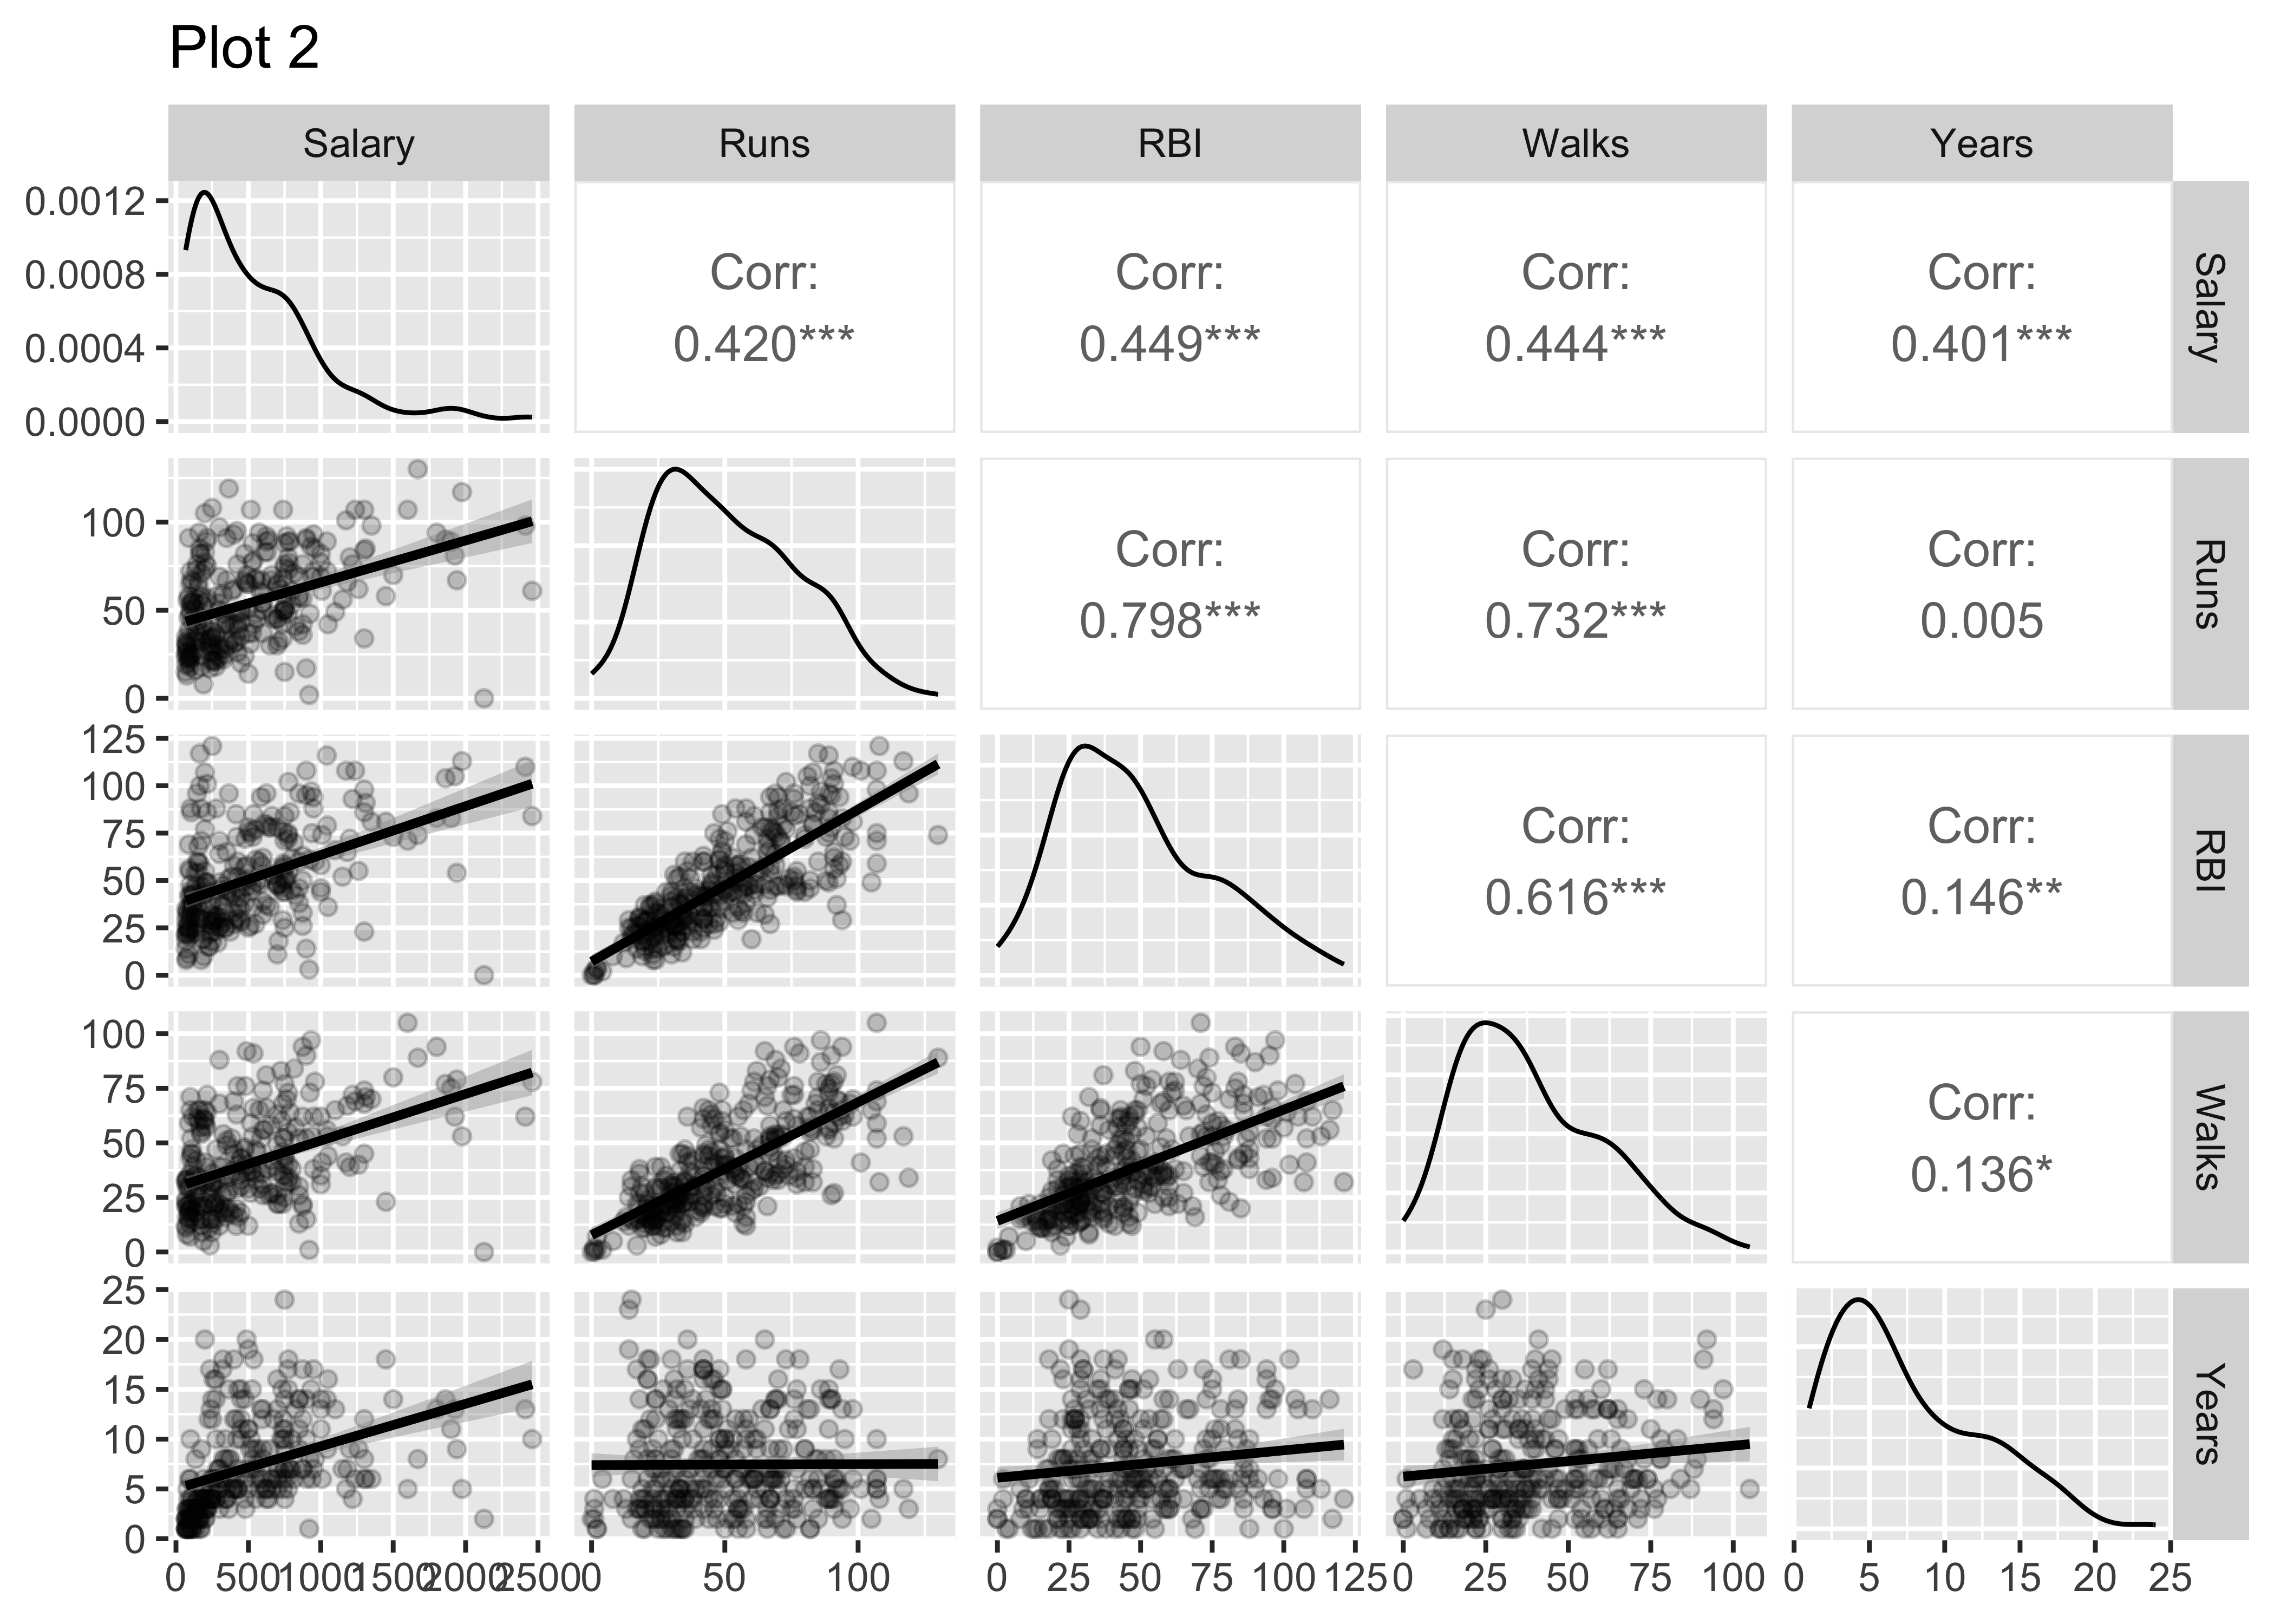 Plot 2
Salary Runs RBI Walks Years
0.0012
0.0008
0.0004
0.0000
Corr:
0.420***
Corr:
0.449***
Corr:
0.444***
Corr:
0.401***
Salary
100
50
0
Corr:
0.798***
Corr:
0.732***
Corr:
0.005
Runs
125
100
75
50
25
0
Corr:
0.616***
Corr:
0.146**
RBI
100
75
50
25
0
Corr:
0.136*
Walks
25
20
15
10
5
0
Years
0 500 1000 1500 2000 2500 0 50 100 0 25 50 75 100 125 0 25 50 75 100 0 5 10 15 20 25